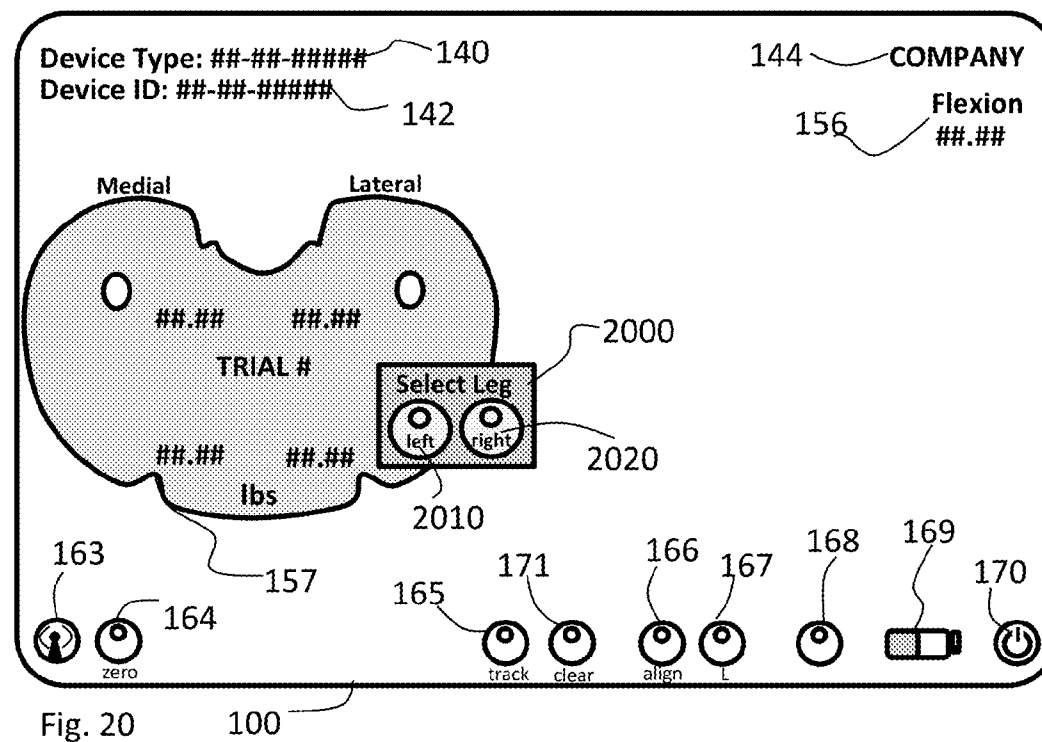 Device Type: ##-##-#####
140
144
COMPANY
Device ID: ##-##-#####
142
Flexion
156
##.##
Medial
Lateral
##.## ##.##
2000
TRIAL #
Select Leg
left
right
2020
##.## ##.##
lbs
2010
163
164
157
165
171
166
167
168
169
170
zero
track
clear
align
L
Fig. 20
100